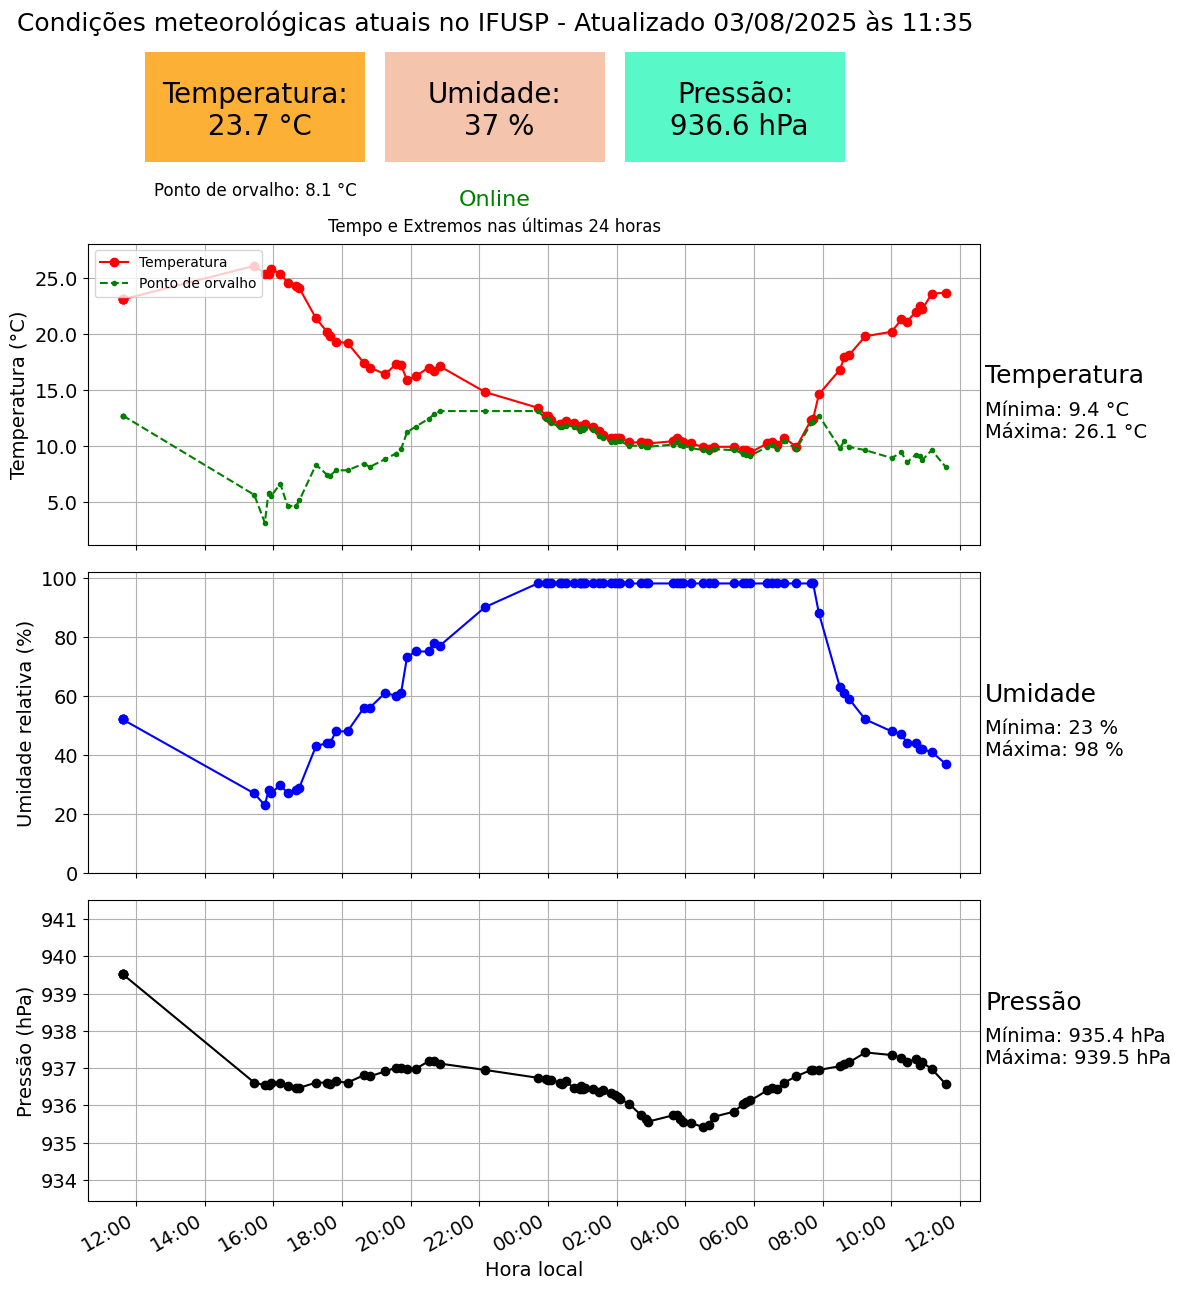 Condições meteorológicas atuais no IFUSP - Atualizado 03/08/2025 às 11:35
Temperatura:
23.7 °C
Umidade:
37 %
Pressão:
936.6 hPa
Ponto de orvalho: 8.1 °C
Online
Tempo e Extremos nas últimas 24 horas
Temperatura
Ponto de orvalho
25.0
20.0
15.0
10.0
5.0
Temperatura (°C)
Temperatura
Mínima: 9.4 °C
Máxima: 26.1 °C
100
80
60
40
20
0
Umidade relativa (%)
Umidade
Mínima: 23 %
Máxima: 98 %
941
940
939
938
937
936
935
934
Pressão (hPa)
Pressão
Mínima: 935.4 hPa
Máxima: 939.5 hPa
12:00
14:00
16:00
18:00
20:00
22:00
00:00
02:00
04:00
06:00
08:00
10:00
12:00
Hora local